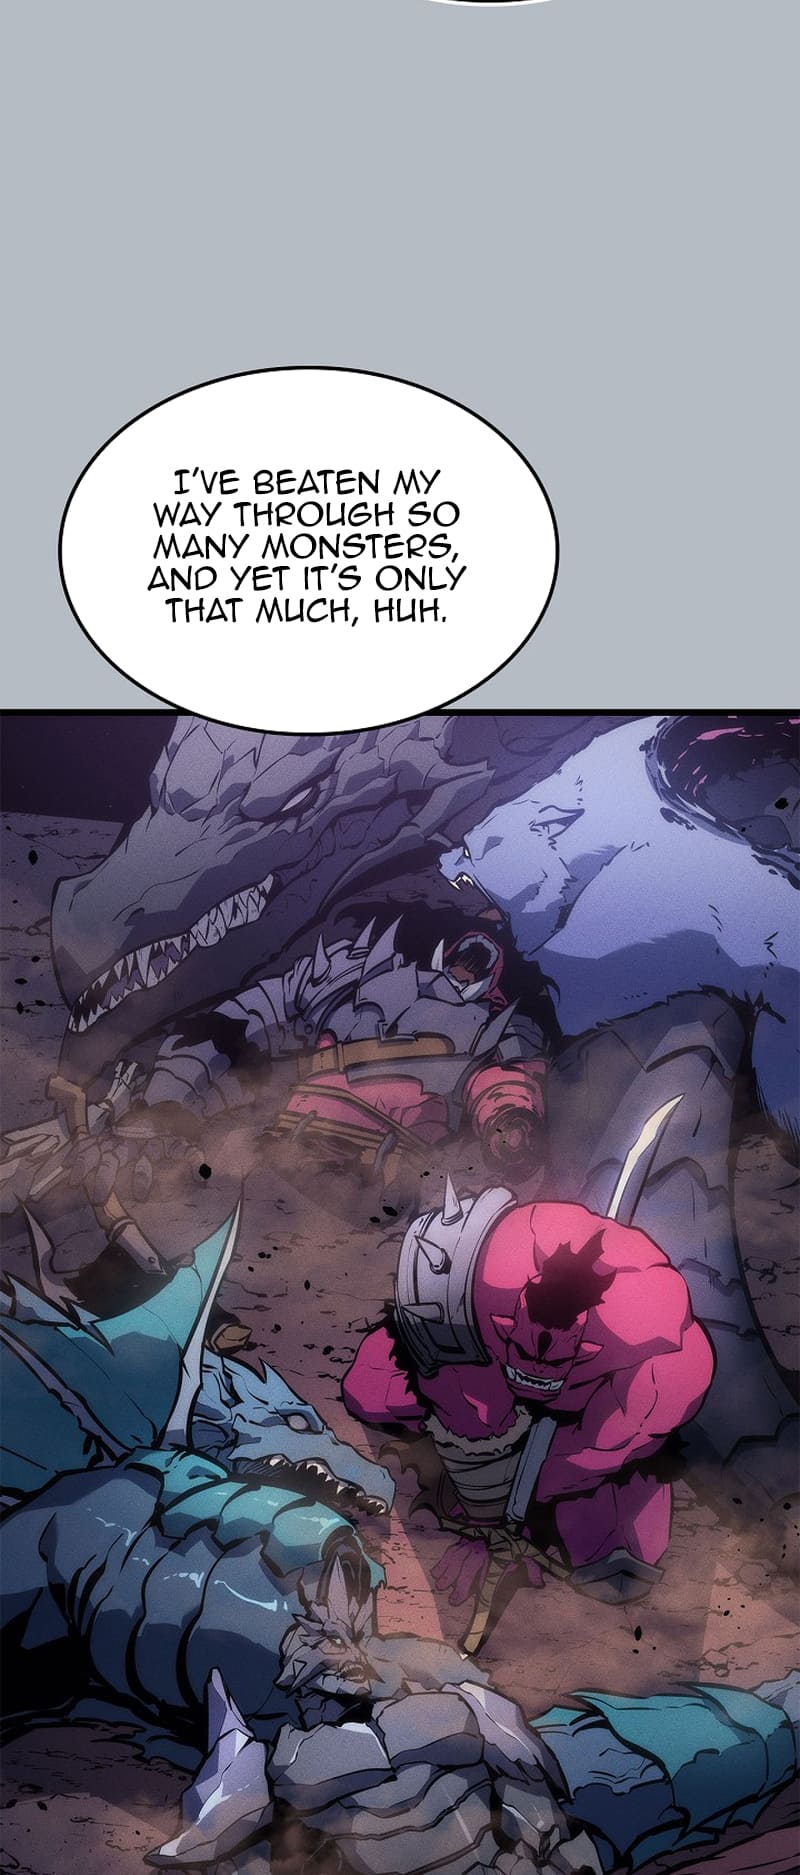 I'VE BEATEN MY
WAY THROUGH SO
MANY MONSTERS,
AND YET IT'S ONLY
THAT MUCH, HUH.